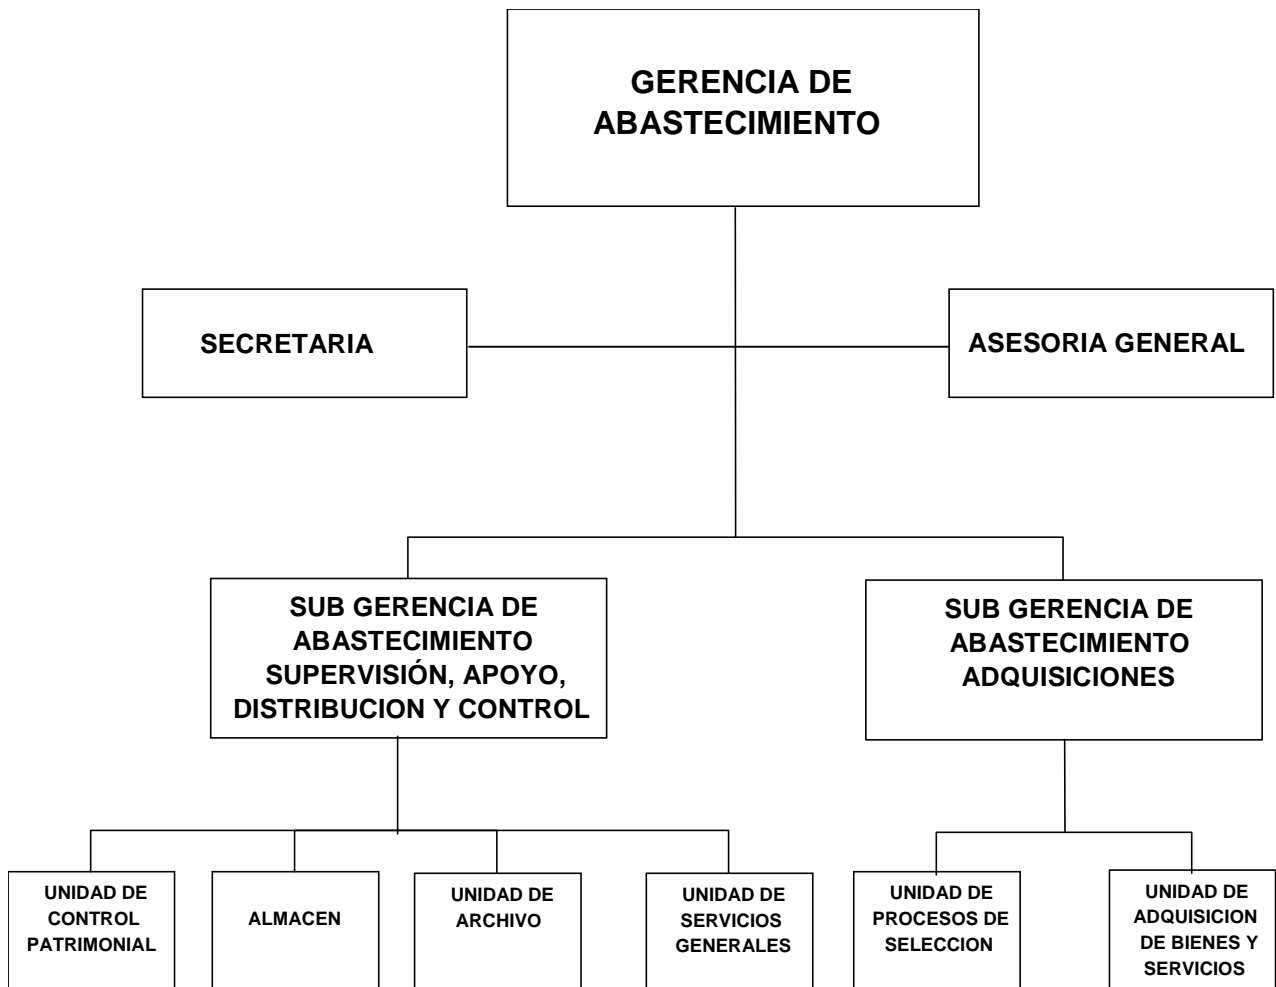 GERENCIA DE
ABASTECIMIENTO
SECRETARIA
ASESORIA GENERAL
SUB GERENCIA DE
ABASTECIMIENTO
SUPERVISIÓN, APOYO,
DISTRIBUCION Y CONTROL
SUB GERENCIA DE
ABASTECIMIENTO
ADQUISICIONES
UNIDAD DE
CONTROL
PATRIMONIAL
ALMACEN
UNIDAD DE
ARCHIVO
UNIDAD DE
SERVICIOS
GENERALES
UNIDAD DE
PROCESOS DE
SELECCION
UNIDAD DE
ADQUISICION
DE BIENES Y
SERVICIOS